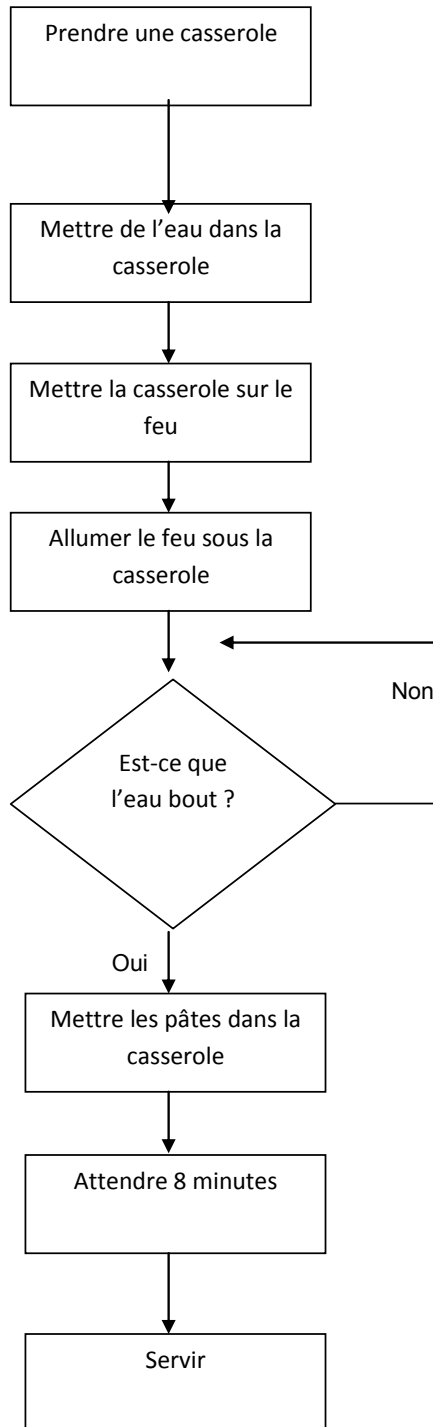 Prendre une casserole
Mettre de l’eau dans la
casserole
Mettre la casserole sur le
feu
Allumer le feu sous la
casserole
Non
Est-ce que
l’eau bout ?
Oui
Mettre les pâtes dans la
casserole
Attendre 8 minutes
Servir